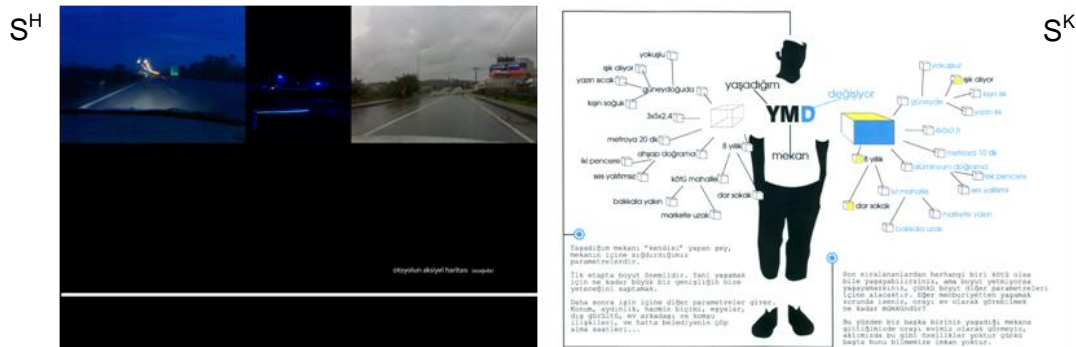 S^H
otoyolun aksiyel haritası (aşağıda)
S^K
yokuşlu
ışık alıyor
yazın sıcak
güneydoğuda
kışın soğuk
3x5x2.4
metroya 20 dk
iki pencere
ahşap doğrama
8 yıllık
ses yalıtımsız
kötü mahalle
bakkala yakın
dar sokak
markete uzak
yaşadığım
YMD
değişiyor
mekan
yokuşsuz
ışık alıyor
güneyde
kışın ılık
yazın ılık
4x5x2.5
metroya 10 dk
8 yıllık
alüminyum doğrama
tek pencere
iyi mahalle
ses yalıtımlı
dar sokak
markete yakın
bakkala uzak
Yaşadığım mekanı "kendisi" yapan şey,
mekanın içine sığdırdığımız
parametrelerdir.
İlk etapta boyut önemlidir. Yani yaşamak
için ne kadar büyük bir genişliğin bize
yeteceğini saptamak.
Daha sonra işin içine diğer parametreler girer.
Konum, aydınlık, hacmin biçimi, eşyalar,
dış gürültü, ev arkadaşı ve komşu
ilişkileri, ve hatta belediyenin çöp
alma saatleri...
Son sıralananlardan herhangi biri kötü olsa
bile yaşayabilirsiniz, ama boyut yetmiyorsa
yaşayamazsınız, çünkü boyut diğer parametreleri
içine alacaktır. Eğer mecburiyetten yaşamak
zorunda iseniz, orayı ev olarak görebilmek
ne kadar mümkündür?
Bu yüzden biz başka birinin yaşadığı mekana
gittiğimizde orayı evimiz olarak görmeyiz,
aklımızda bu gibi özellikler yoktur çünkü
başta bunu bilmemize imkan yoktur.